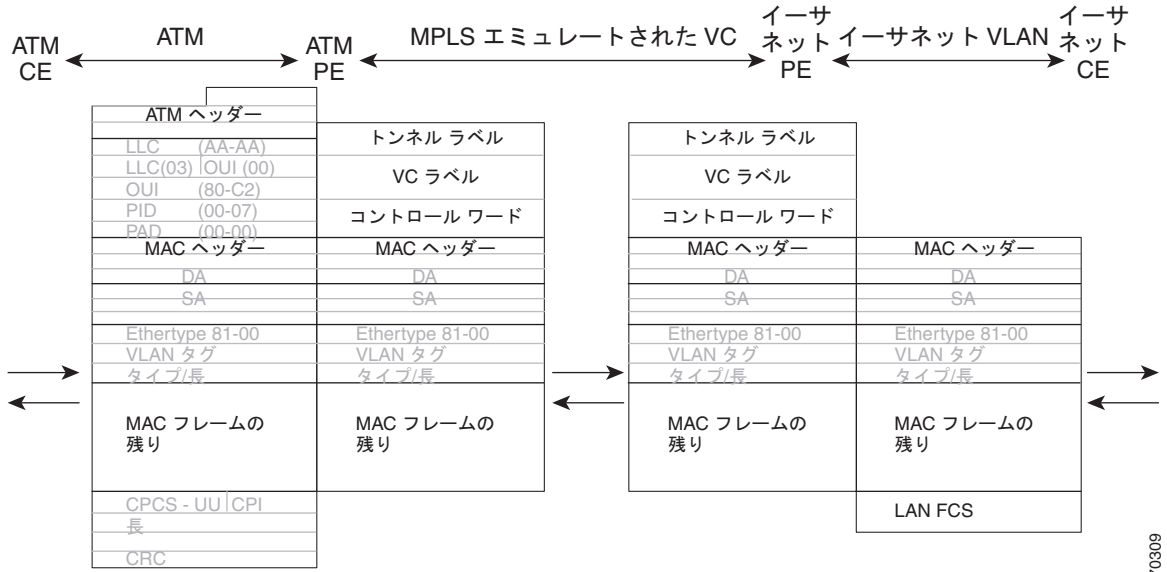 ATM
CE
ATM
ATM
PE
MPLS エミュレートされた VC
イーサ
ネット
PE
イーサネット VLAN
イーサ
ネット
CE
ATM ヘッダー
LLC (AA-AA)
LLC(03) OUI (00)
OUI (80-C2)
PID (00-07)
PAD (00-00)
MAC ヘッダー
DA
SA
Ethertype 81-00
VLAN タグ
タイプ/長
MAC フレームの
残り
CPCS - UU CPI
長
CRC
トンネル ラベル
VC ラベル
コントロール ワード
MAC ヘッダー
DA
SA
Ethertype 81-00
VLAN タグ
タイプ/長
MAC フレームの
残り
トンネル ラベル
VC ラベル
コントロール ワード
MAC ヘッダー
DA
SA
Ethertype 81-00
VLAN タグ
タイプ/長
MAC フレームの
残り
MAC ヘッダー
DA
SA
Ethertype 81-00
VLAN タグ
タイプ/長
MAC フレームの
残り
LAN FCS
70309